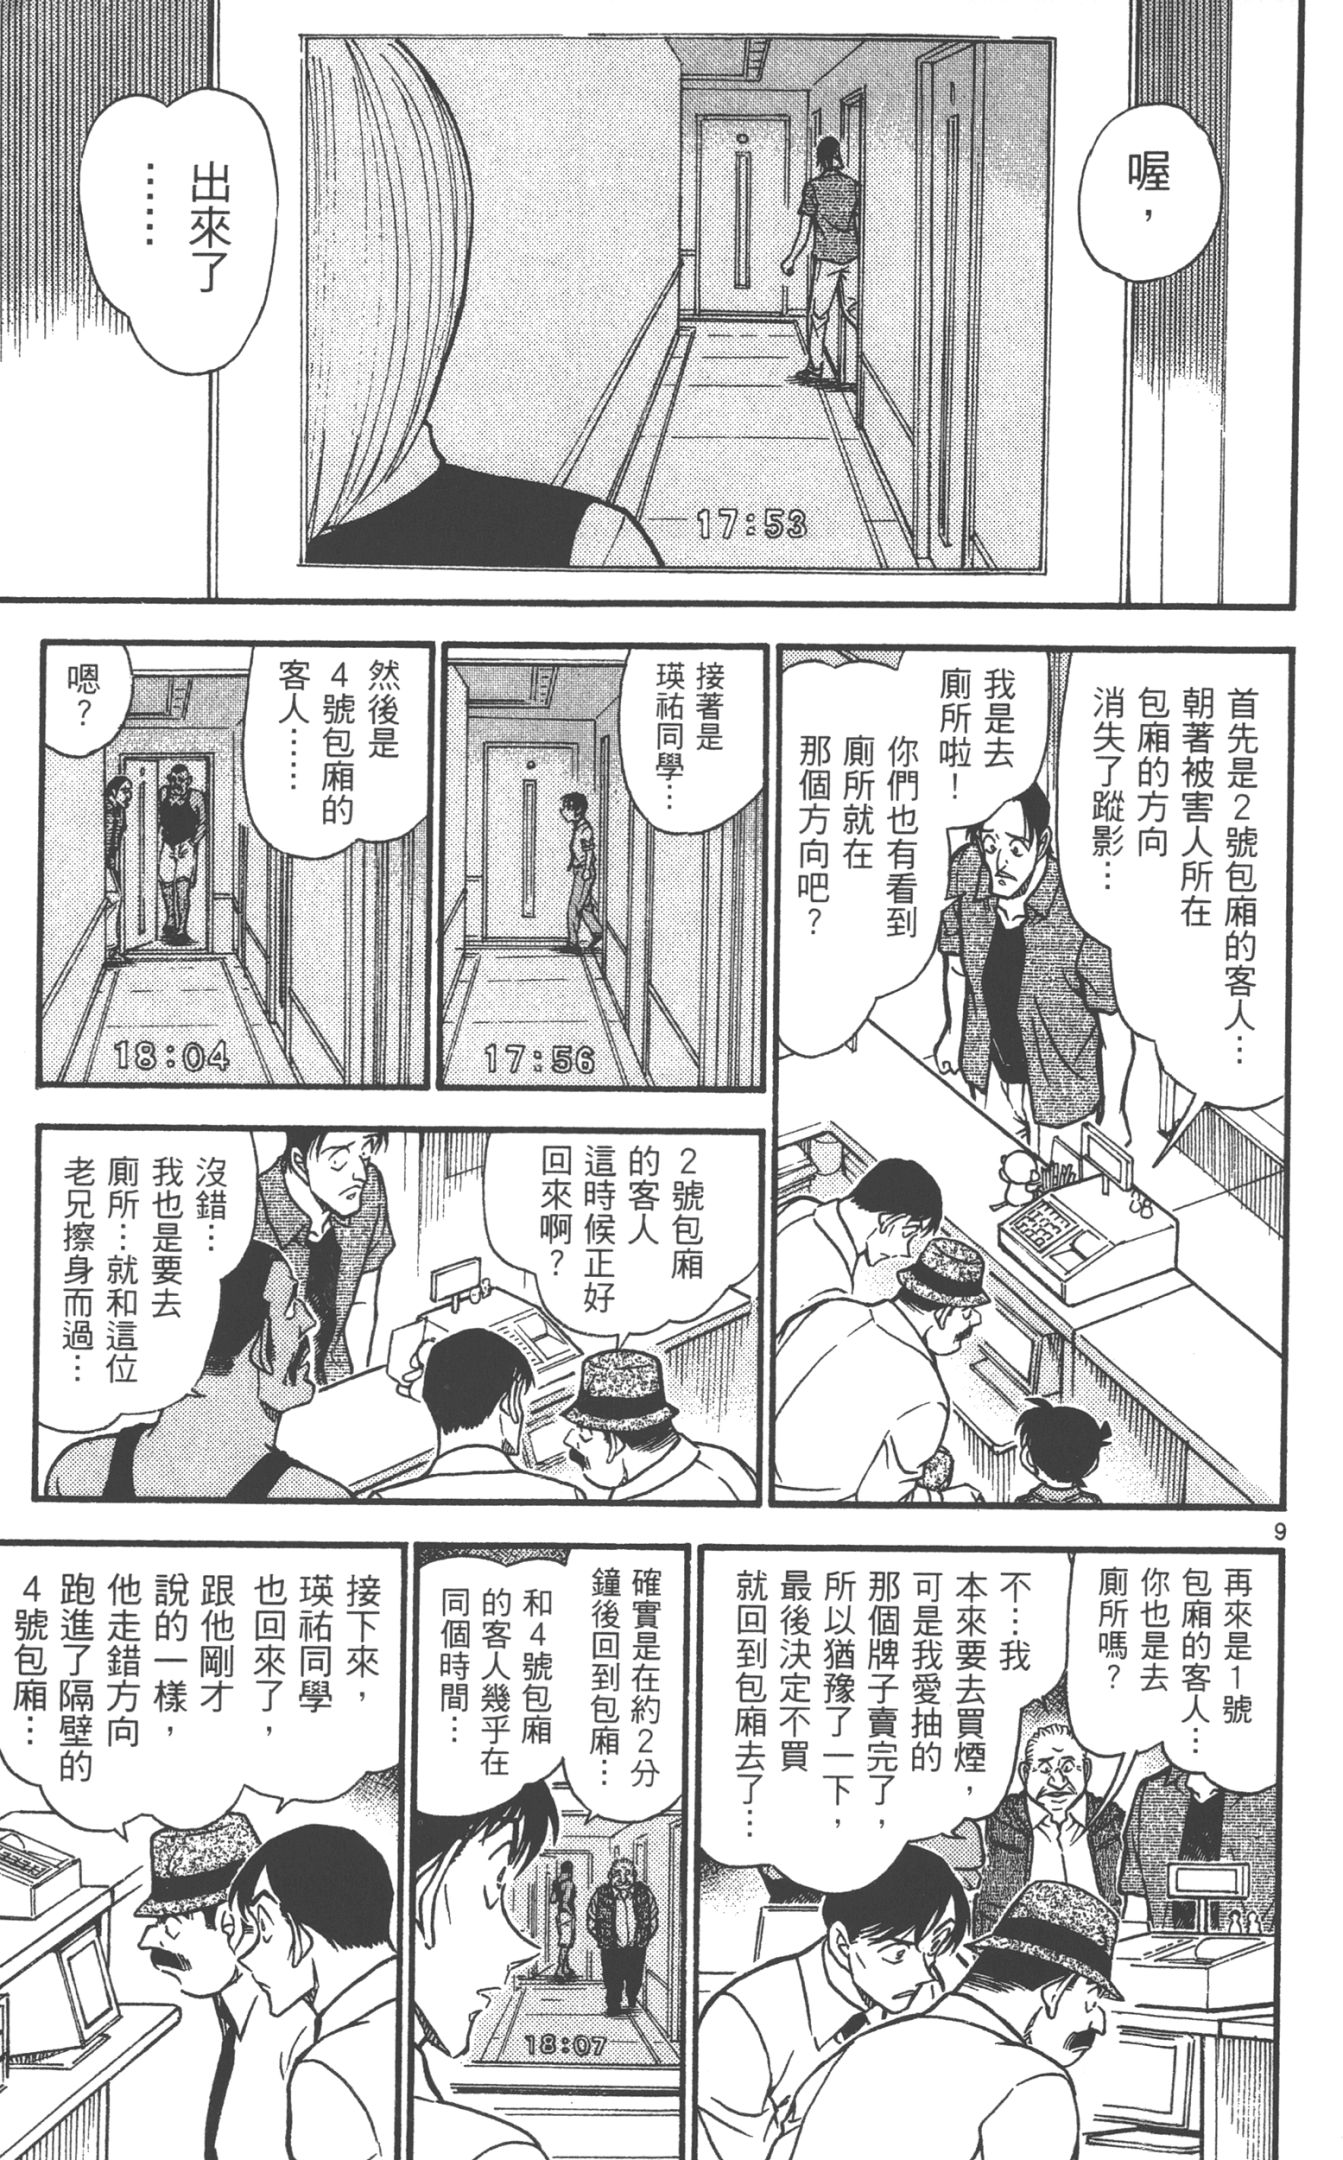 喔，
出來了
……
17:53
首先是2號包廂的客人…
朝著被害人所在
包廂的方向
消失了蹤影…
我是去
廁所啦！
你們也有看到
廁所就在
那個方向吧？
接著是
瑛祐同學…
17:56
然後是
4號包廂的
客人……
嗯？
18:04
2號包廂
的客人
這時候正好
回來啊？
沒錯…
我也是要去
廁所…就和這位
老兄擦身而過…
9
再來是1號
包廂的客人…
你也是去
廁所嗎？
不…我
本來要去買煙，
可是我愛抽的
那個牌子賣完了，
所以猶豫了一下，
最後決定不買
就回到包廂去了…
確實是在約2分
鐘後回到包廂…
和4號包廂
的客人幾乎在
同個時間…
18:07
接下來，
瑛祐同學
也回來了，
跟他剛才
說的一樣，
他走錯方向
跑進了隔壁的
4號包廂…